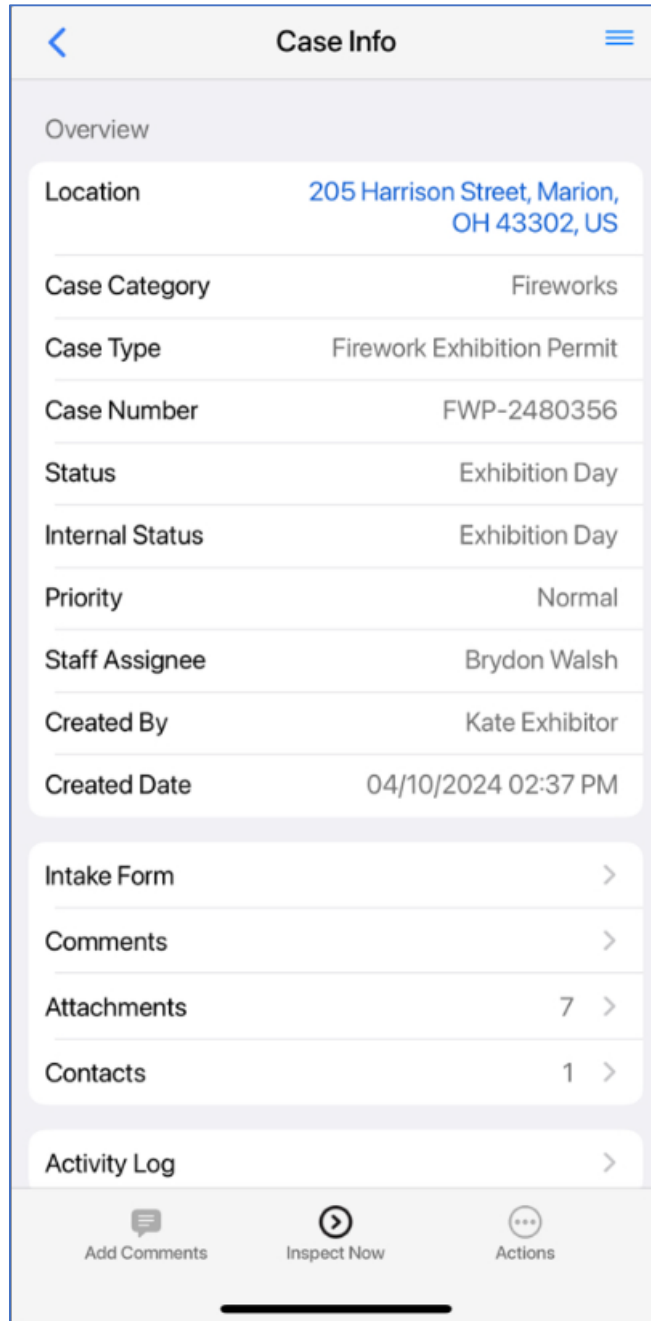 Case Info
Overview
Location 205 Harrison Street, Marion,
OH 43302, US
Case Category Fireworks
Case Type Firework Exhibition Permit
Case Number FWP-2480356
Status Exhibition Day
Internal Status Exhibition Day
Priority Normal
Staff Assignee Brydon Walsh
Created By Kate Exhibitor
Created Date 04/10/2024 02:37 PM
Intake Form
Comments
Attachments 7
Contacts 1
Activity Log
Add Comments Inspect Now Actions